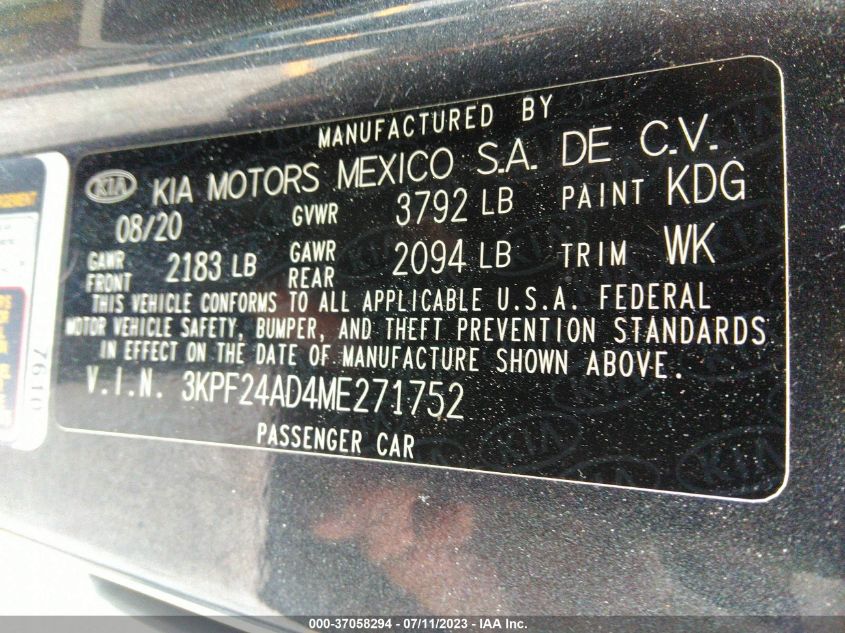 MANUFACTURED BY
KIA KIA MOTORS MEXICO S.A. DE C.V.
08/20 GVWR 3792 LB PAINT KDG
GAWR FRONT 2183 LB GAWR REAR 2094 LB TRIM WK
THIS VEHICLE CONFORMS TO ALL APPLICABLE U.S.A. FEDERAL
MOTOR VEHICLE SAFETY, BUMPER, AND THEFT PREVENTION STANDARDS
IN EFFECT ON THE DATE OF MANUFACTURE SHOWN ABOVE.
V.I.N. 3KPF24AD4ME271752
PASSENGER CAR
7610
000-37058294 - 07/11/2023 - IAA Inc.